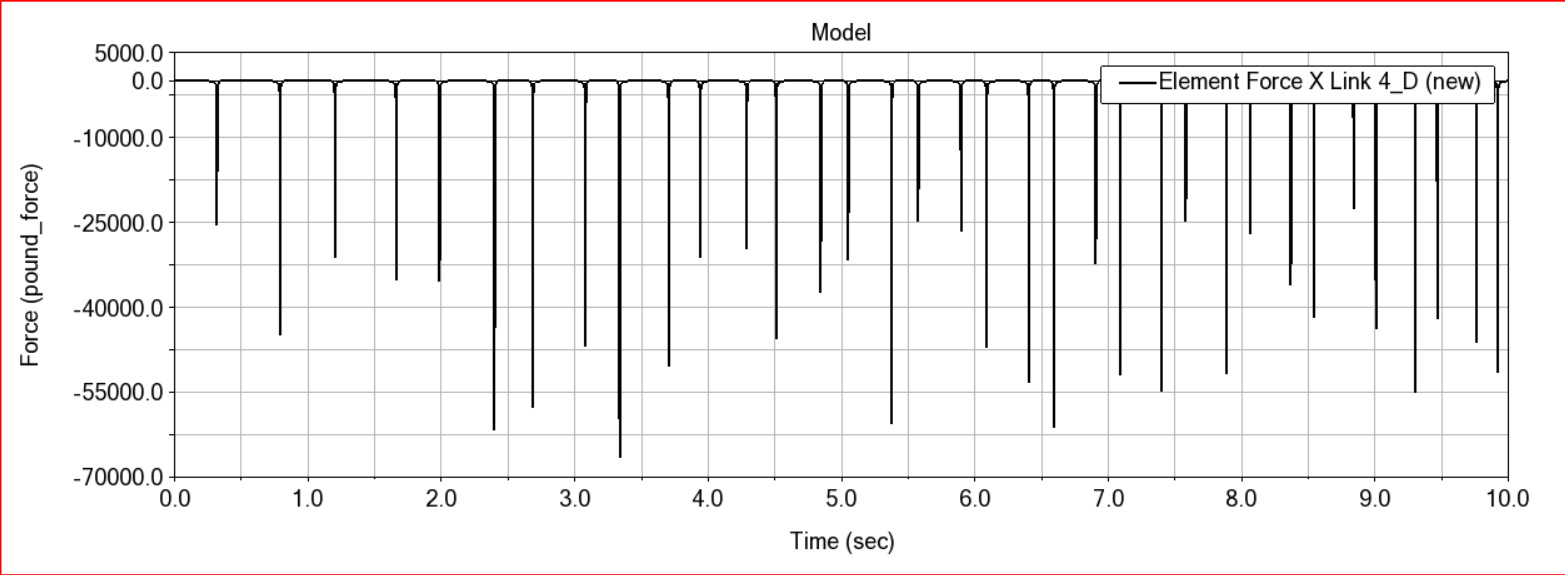 Model
Element Force X Link 4_D (new)
Force (pound_force)
5000.0
0.0
-10000.0
-25000.0
-40000.0
-55000.0
-70000.0
0.0 1.0 2.0 3.0 4.0 5.0 6.0 7.0 8.0 9.0 10.0
Time (sec)